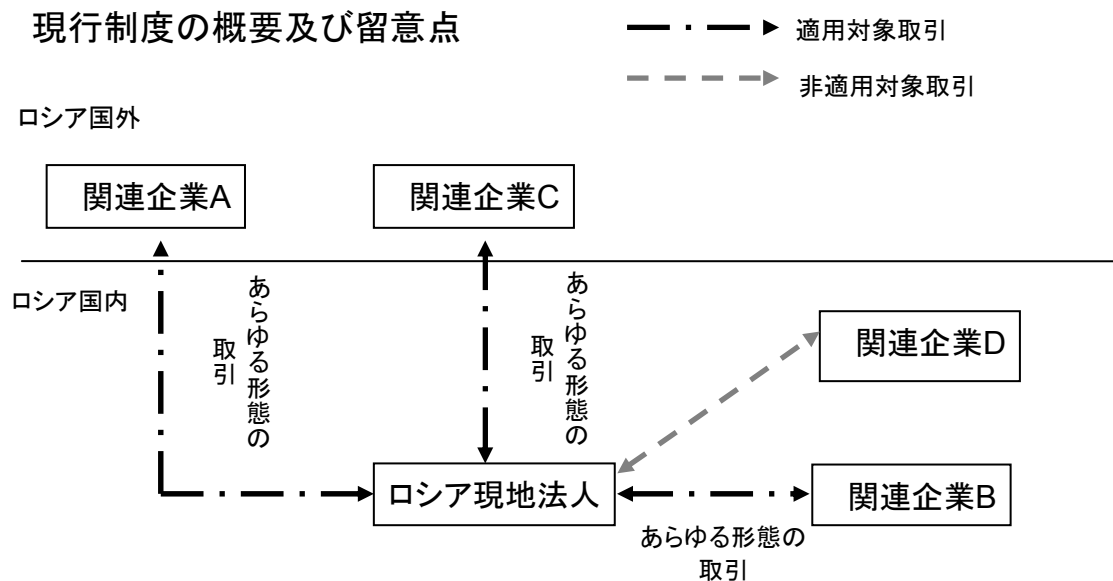 現行制度の概要及び留意点
適用対象取引
非適用対象取引
ロシア国外
関連企業A
関連企業C
ロシア国内
あらゆる形態の
取引
あらゆる形態の
取引
関連企業D
ロシア現地法人
関連企業B
あらゆる形態の
取引